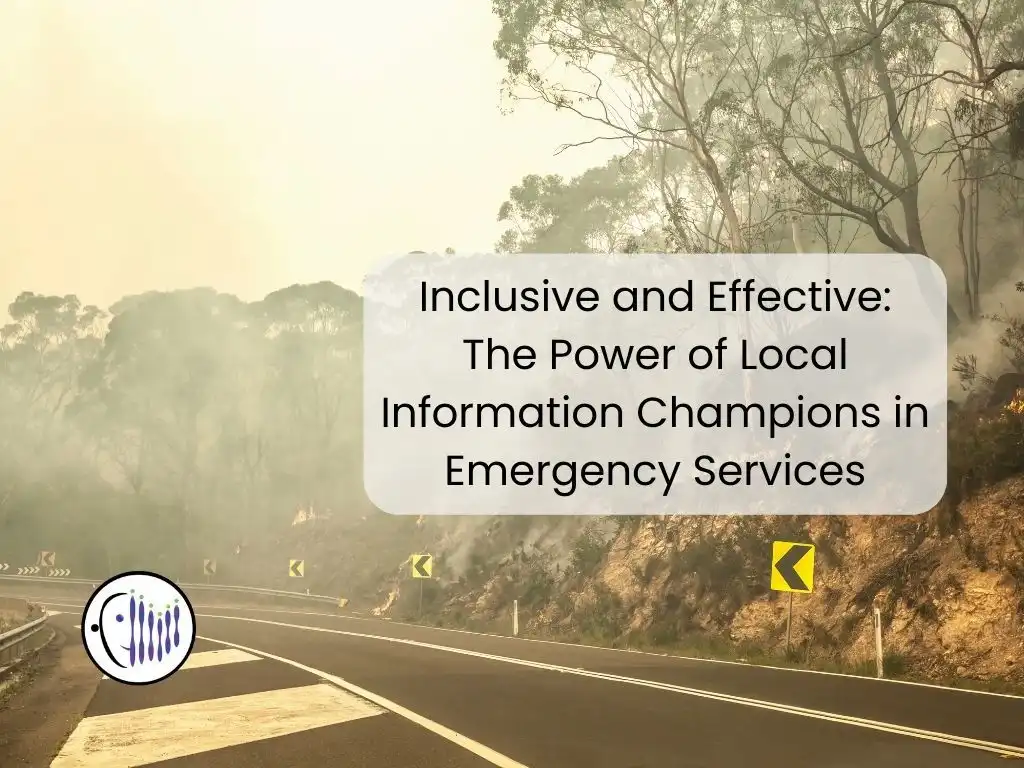 Inclusive and Effective:
The Power of Local
Information Champions in
Emergency Services